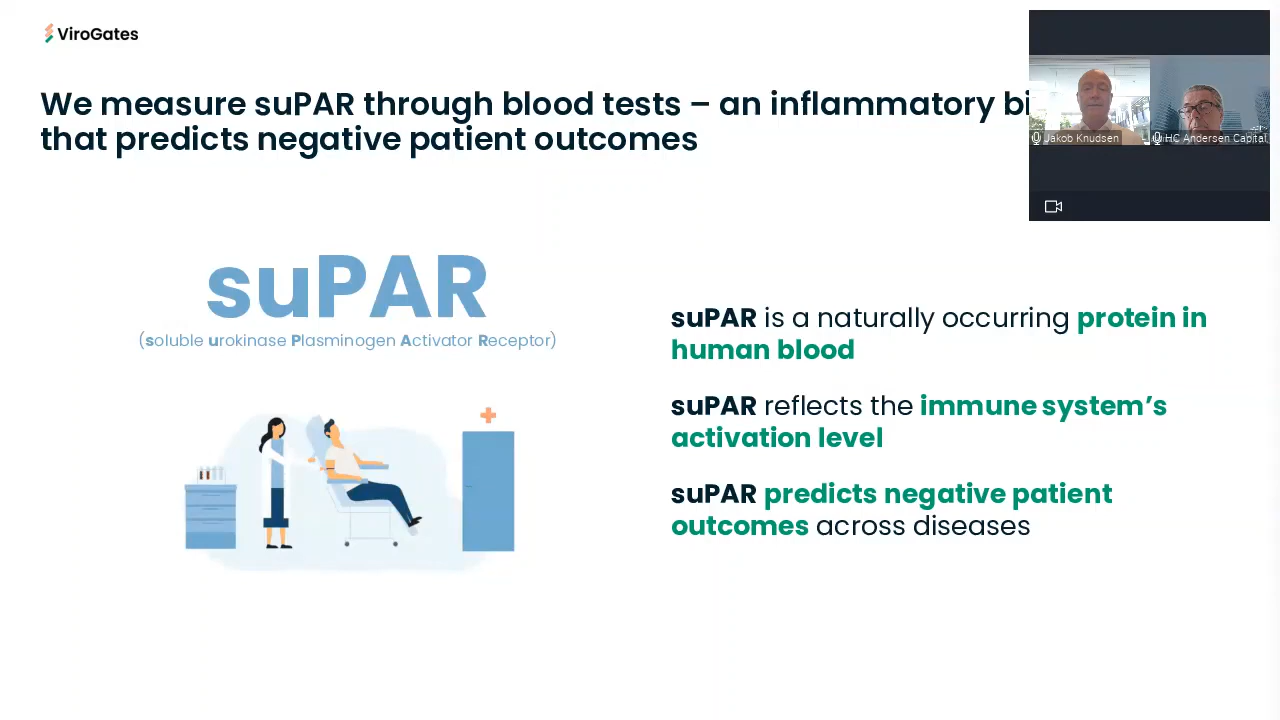 ViroGates
We measure suPAR through blood tests – an inflammatory bi
that predicts negative patient outcomes
Jakob Knudsen
HC Andersen Capital
suPAR
(soluble urokinase Plasminogen Activator Receptor)
suPAR is a naturally occurring protein in
human blood
suPAR reflects the immune system’s
activation level
suPAR predicts negative patient
outcomes across diseases